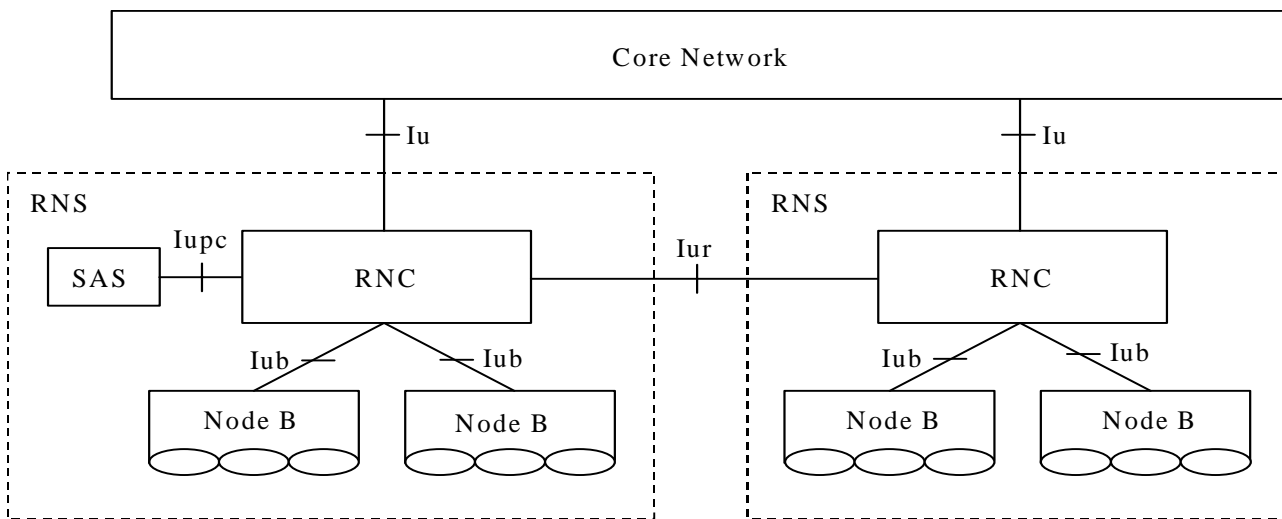 Core Network
Iu
Iu
RNS
RNS
Iupc
Iur
SAS
RNC
RNC
Iub
Iub
Iub
Iub
Node B
Node B
Node B
Node B